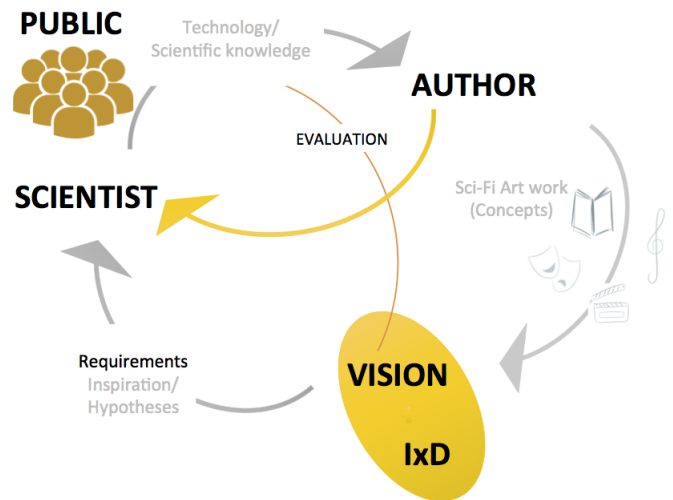 PUBLIC
Technology/
Scientific knowledge
AUTHOR
EVALUATION
SCIENTIST
Sci-Fi Art work
(Concepts)
Requirements
Inspiration/
Hypotheses
VISION
IxD